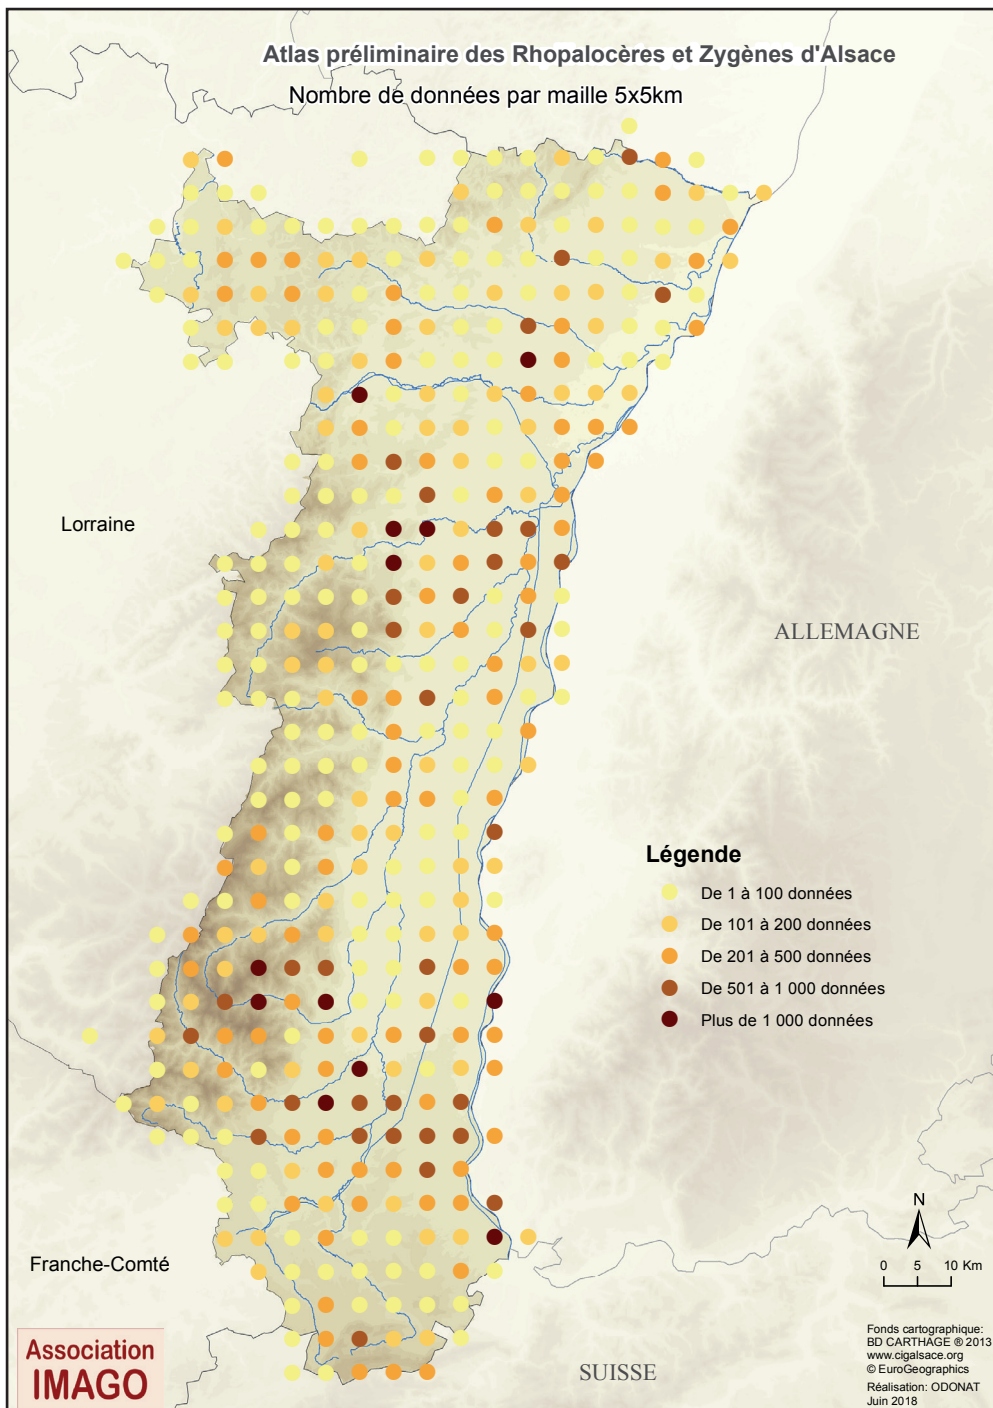 Atlas préliminaire des Rhopalocères et Zygènes d'Alsace
Nombre de données par maille 5x5km
Lorraine
ALLEMAGNE
Légende
De 1 à 100 données
De 101 à 200 données
De 201 à 500 données
De 501 à 1 000 données
Plus de 1 000 données
N
0 5 10 Km
Franche-Comté
SUISSE
Association
IMAGO
Fonds cartographique:
BD CARTHAGE ® 2013
www.cigalsace.org
© EuroGeographics
Réalisation: ODONAT
Juin 2018